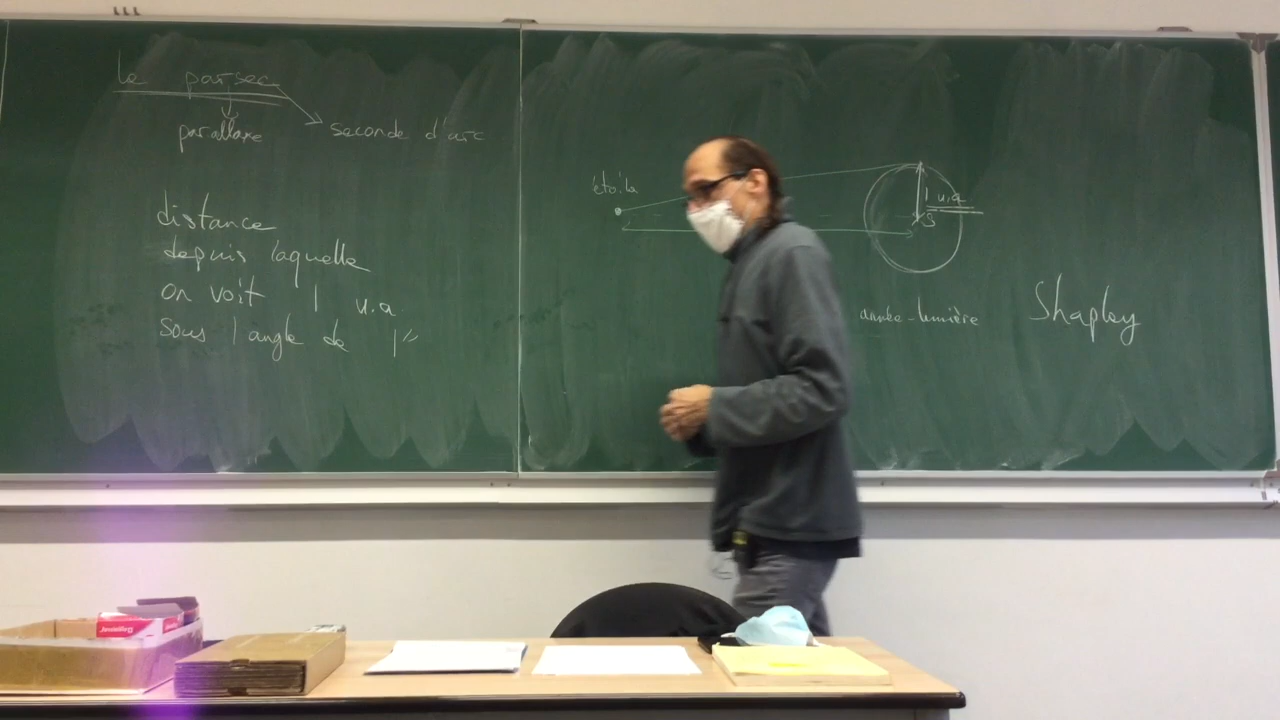 le parsec
parallaxe
seconde d'arc
distance
depuis laquelle
on voit 1 u.a
sous l'angle de 1"
étoile
1 u.a
S
année-lumière
Shapley